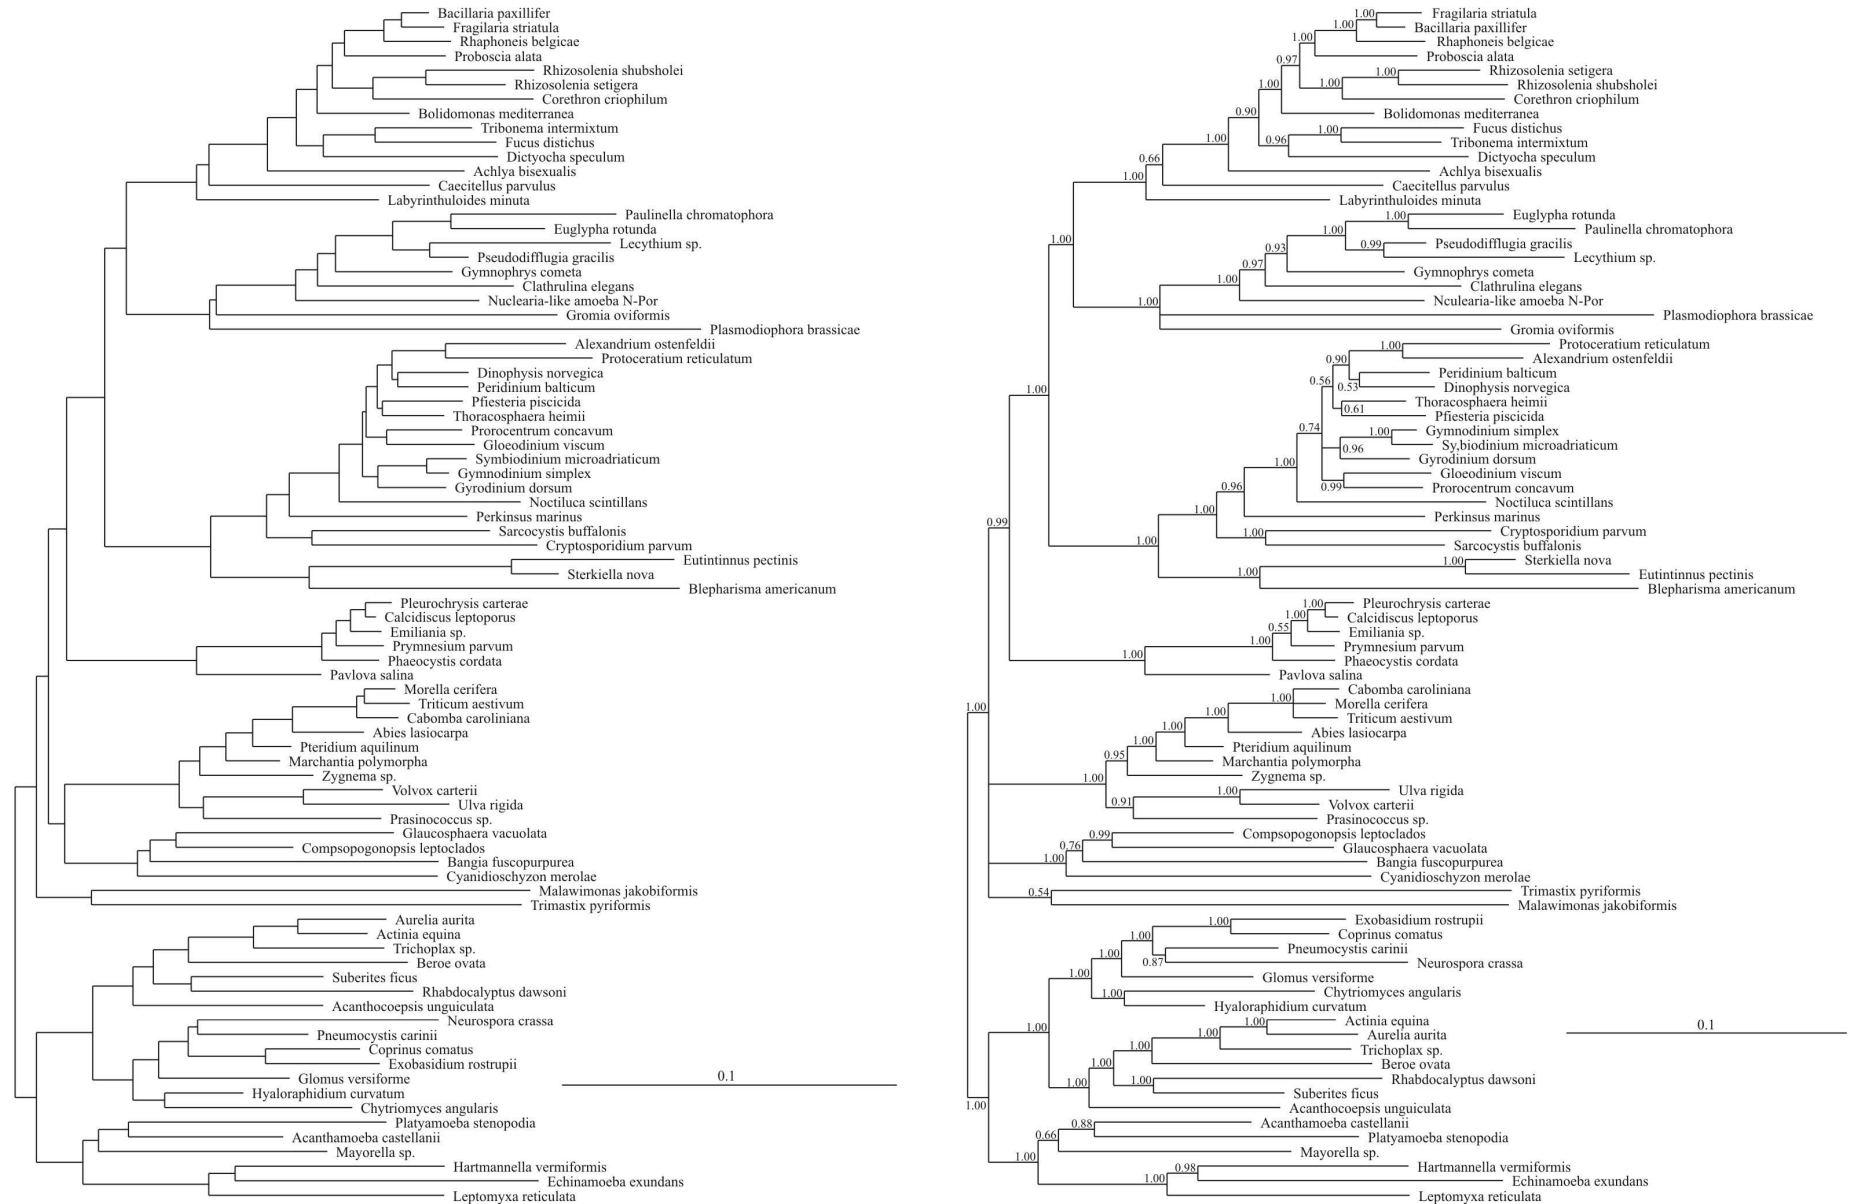 Bacillaria paxillifer
Fragilaria striatula
Rhaphoneis belgicae
Proboscia alata
Rhizosolenia shubsholei
Rhizosolenia setigera
Corethron criophilum
Bolidomonas mediterranea
Tribonema intermixtum
Fucus distichus
Dictyocha speculum
Achlya bisexualis
Caecitellus parvulus
Labyrinthuloides minuta
Paulinella chromatophora
Euglypha rotunda
Lecythium sp.
Pseudodifflugia gracilis
Gymnophrys cometa
Clathrulina elegans
Nuclearia-like amoeba N-Por
Gromia oviformis
Plasmodiophora brassicae
Alexandrium ostenfeldii
Protoceratium reticulatum
Dinophysis norvegica
Peridinium balticum
Pfiesteria piscicida
Thoracosphaera heimii
Prorocentrum concavum
Gloeodinium viscum
Symbiodinium microadriaticum
Gymnodinium simplex
Gyrodinium dorsum
Noctiluca scintillans
Perkinsus marinus
Sarcocystis buffalonis
Cryptosporidium parvum
Eutintinnus pectinis
Sterkiella nova
Blepharisma americanum
Pleurochrysis carterae
Calcidiscus leptoporus
Emiliania sp.
Prymnesium parvum
Phaeocystis cordata
Pavlova salina
Morella cerifera
Triticum aestivum
Cabomba caroliniana
Abies lasiocarpa
Pteridium aquilinum
Marchantia polymorpha
Zygnema sp.
Volvox carterii
Ulva rigida
Prasinococcus sp.
Glaucosphaera vacuolata
Compsopogonopsis leptoclados
Bangia fuscopurpurea
Cyanidioschyzon merolae
Malawimonas jakobiformis
Trimastix pyriformis
Aurelia aurita
Actinia equina
Trichoplax sp.
Beroe ovata
Suberites ficus
Rhabdocalyptus dawsoni
Acanthocoepsis unguiculata
Neurospora crassa
Pneumocystis carinii
Coprinus comatus
Exobasidium rostrupii
Glomus versiforme
Hyaloraphidium curvatum
Chytriomyces angularis
Platyamoeba stenopodia
Acanthamoeba castellanii
Mayorella sp.
Hartmannella vermiformis
Echinamoeba exundans
Leptomyxa reticulata
0.1
1.00 Fragilaria striatula
1.00 Bacillaria paxillifer
1.00 Rhaphoneis belgicae
Proboscia alata
0.97 1.00 Rhizosolenia setigera
1.00 1.00 Rhizosolenia shubsholei
Corethron criophilum
0.90 Bolidomonas mediterranea
1.00 Fucus distichus
1.00 0.96 Tribonema intermixtum
0.66 Dictyocha speculum
1.00 Achlya bisexualis
Caecitellus parvulus
Labyrinthuloides minuta
1.00 Euglypha rotunda
1.00 Paulinella chromatophora
1.00 0.93 0.99 Pseudodifflugia gracilis
Lecythium sp.
0.97 Gymnophrys cometa
1.00 Clathrulina elegans
1.00 Nculearia-like amoeba N-Por
Plasmodiophora brassicae
Gromia oviformis
1.00 Protoceratium reticulatum
0.90 Alexandrium ostenfeldii
Peridinium balticum
1.00 0.56 0.53 Dinophysis norvegica
Thoracosphaera heimii
0.61 Pfiesteria piscicida
0.74 1.00 Gymnodinium simplex
0.96 Sy,biodinium microadriaticum
Gyrodinium dorsum
1.00 Gloeodinium viscum
0.96 0.99 Prorocentrum concavum
Noctiluca scintillans
1.00 Perkinsus marinus
0.99 1.00 Cryptosporidium parvum
1.00 Sarcocystis buffalonis
1.00 Sterkiella nova
1.00 Eutintinnus pectinis
Blepharisma americanum
1.00 Pleurochrysis carterae
1.00 Calcidiscus leptoporus
0.55 Emiliania sp.
1.00 Prymnesium parvum
1.00 Phaeocystis cordata
Pavlova salina
Cabomba caroliniana
1.00 Morella cerifera
1.00 1.00 Triticum aestivum
1.00 Abies lasiocarpa
1.00 Pteridium aquilinum
0.95 Marchantia polymorpha
1.00 Zygnema sp.
1.00 Ulva rigida
0.91 Volvox carterii
Prasinococcus sp.
0.99 Compsopogonopsis leptoclados
0.76 Glaucosphaera vacuolata
1.00 Bangia fuscopurpurea
Cyanidioschyzon merolae
0.54 Trimastix pyriformis
Malawimonas jakobiformis
1.00 Exobasidium rostrupii
1.00 Coprinus comatus
1.00 Pneumocystis carinii
0.87 Neurospora crassa
1.00 Glomus versiforme
1.00 Chytriomyces angularis
Hyaloraphidium curvatum
1.00 1.00 Actinia equina
1.00 Aurelia aurita
1.00 Trichoplax sp.
1.00 Beroe ovata
1.00 1.00 Rhabdocalyptus dawsoni
Suberites ficus
1.00 Acanthocoepsis unguiculata
0.88 Acanthamoeba castellanii
0.66 Platyamoeba stenopodia
1.00 Mayorella sp.
0.98 Hartmannella vermiformis
1.00 Echinamoeba exundans
Leptomyxa reticulata
0.1